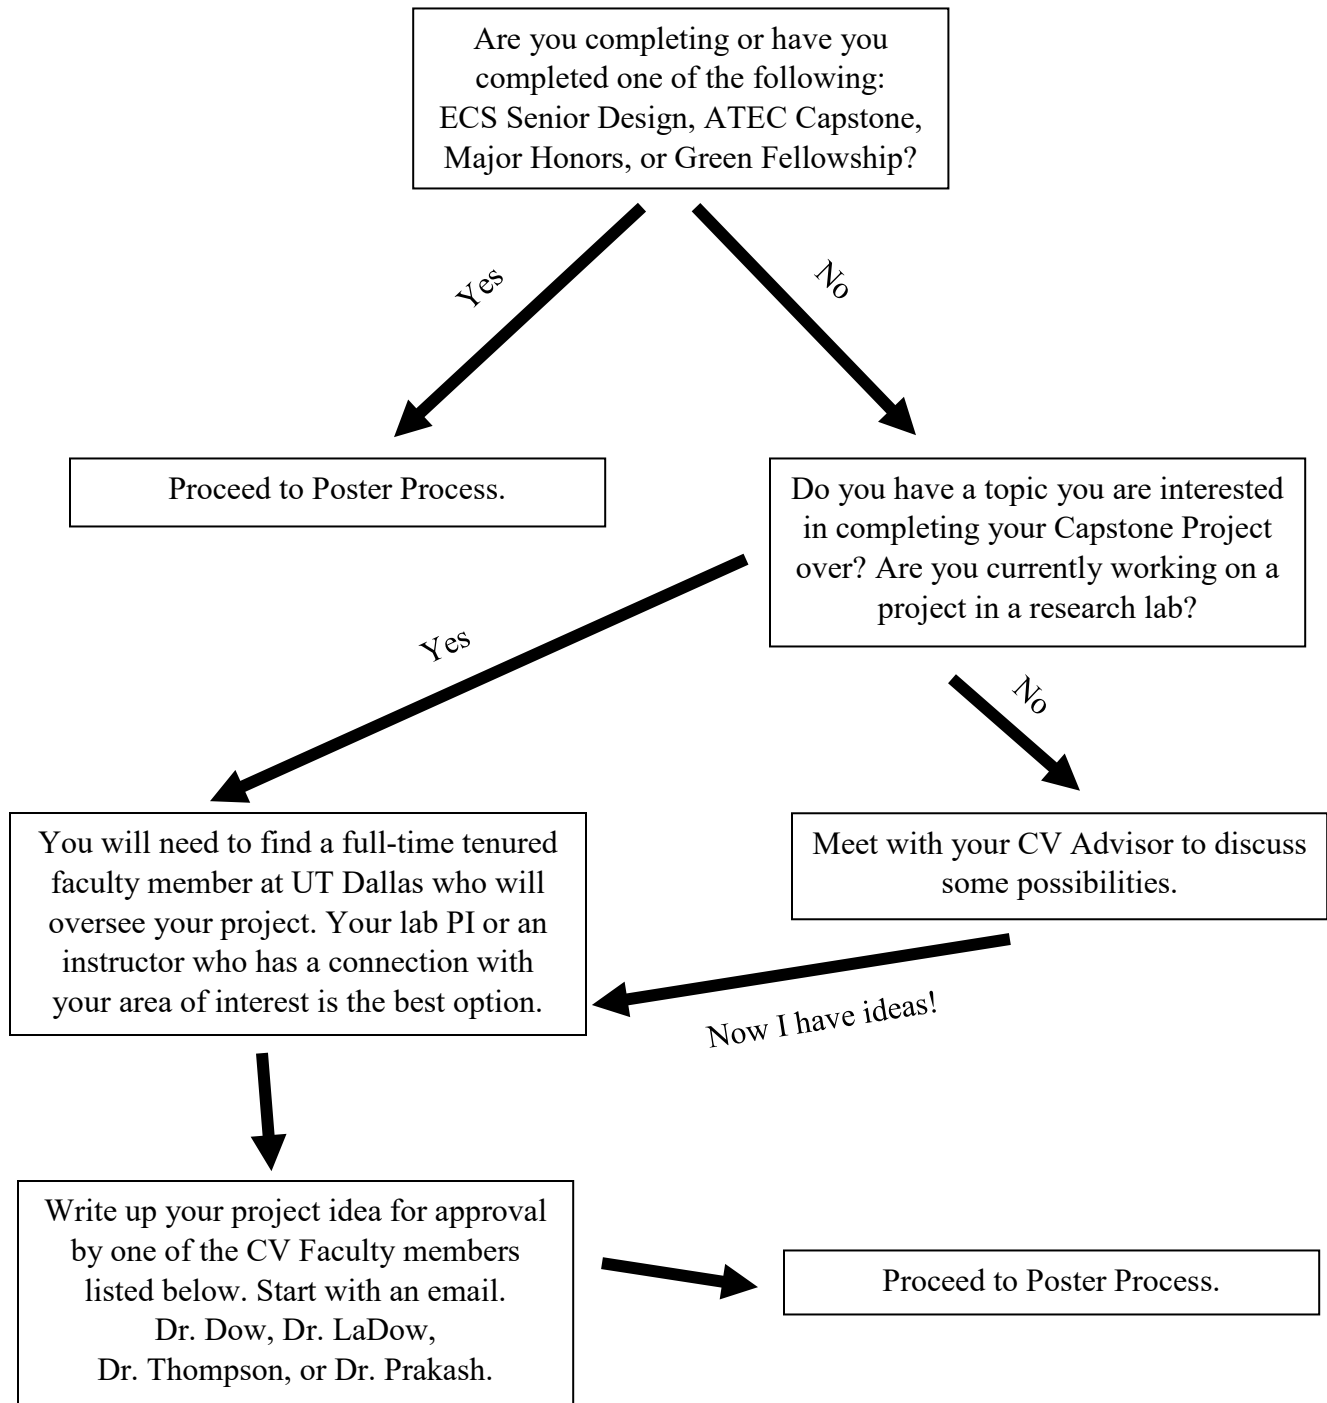 Are you completing or have you
completed one of the following:
ECS Senior Design, ATEC Capstone,
Major Honors, or Green Fellowship?
Yes
No
Proceed to Poster Process.
Do you have a topic you are interested
in completing your Capstone Project
over? Are you currently working on a
project in a research lab?
Yes
No
You will need to find a full-time tenured
faculty member at UT Dallas who will
oversee your project. Your lab PI or an
instructor who has a connection with
your area of interest is the best option.
Meet with your CV Advisor to discuss
some possibilities.
Now I have ideas!
Write up your project idea for approval
by one of the CV Faculty members
listed below. Start with an email.
Dr. Dow, Dr. LaDow,
Dr. Thompson, or Dr. Prakash.
Proceed to Poster Process.